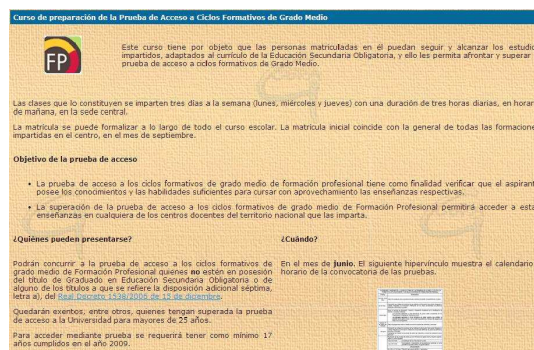 Curso de preparación de la Prueba de Acceso a Ciclos Formativos de Grado Medio
FP
Este curso tiene por objeto que las personas matriculadas en él puedan seguir y alcanzar los estudio
impartidos, adaptados al currículo de la Educación Secundaria Obligatoria, y ello les permita afrontar y superar
prueba de acceso a ciclos formativos de Grado Medio.
Las clases que lo constituyen se imparten tres días a la semana (lunes, miércoles y jueves) con una duración de tres horas diarias, en horar
de mañana, en la sede central.
La matrícula se puede formalizar a lo largo de todo el curso escolar. La matrícula inicial coincide con la general de todas las formacione
impartidas en el centro, en el mes de septiembre.
Objetivo de la prueba de acceso
• La prueba de acceso a los ciclos formativos de grado medio de formación profesional tiene como finalidad verificar que el aspirant
posee los conocimientos y las habilidades suficientes para cursar con aprovechamiento las enseñanzas respectivas.
• La superación de la prueba de acceso a los ciclos formativos de grado medio de Formación Profesional permitirá acceder a esta
enseñanzas en cualquiera de los centros docentes del territorio nacional que las imparta.
¿Quiénes pueden presentarse?
Podrán concurrir a la prueba de acceso a los ciclos formativos de
grado medio de Formación Profesional quienes no estén en posesión
del título de Graduado en Educación Secundaria Obligatoria o de
alguno de los títulos a que se refiere la disposición adicional séptima,
letra a), del Real Decreto 1538/2006 de 15 de diciembre.
Quedarán exentos, entre otros, quienes tengan superada la prueba
de acceso a la Universidad para mayores de 25 años.
Para acceder mediante prueba se requerirá tener como mínimo 17
años cumplidos en el año 2009.
¿Cuándo?
En el mes de junio. El siguiente hipervínculo muestra el calendario
horario de la convocatoria de las pruebas.